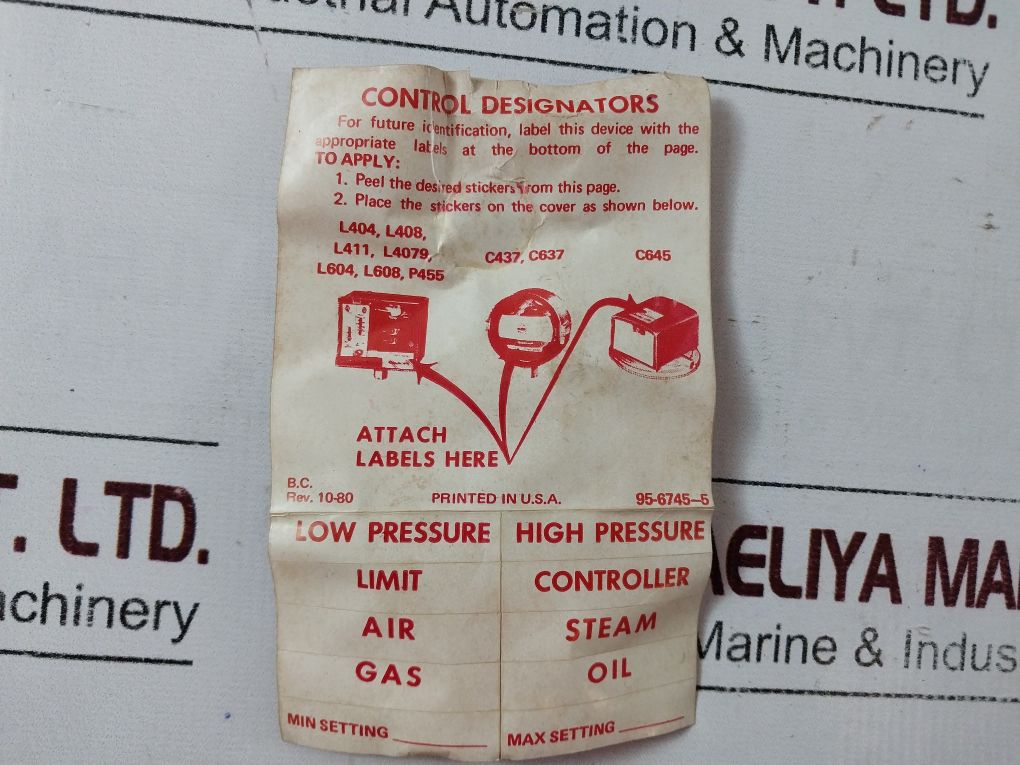 LTD.
Automation & Machinery
CONTROL DESIGNATORS
For future identification, label this device with the
appropriate labels at the bottom of the page.
TO APPLY:
1. Peel the desired stickers from this page.
2. Place the stickers on the cover as shown below.
L404, L408,
L411, L4079,
L604, L608, P455
C437, C637
C645
ATTACH
LABELS HERE
B.C.
Rev. 10-80
PRINTED IN U.S.A.
95-6745-5
LOW PRESSURE
HIGH PRESSURE
LIMIT
CONTROLLER
AIR
STEAM
GAS
OIL
MIN SETTING
MAX SETTING
. LTD.
achinery
AELIYA MA
Marine & Indus